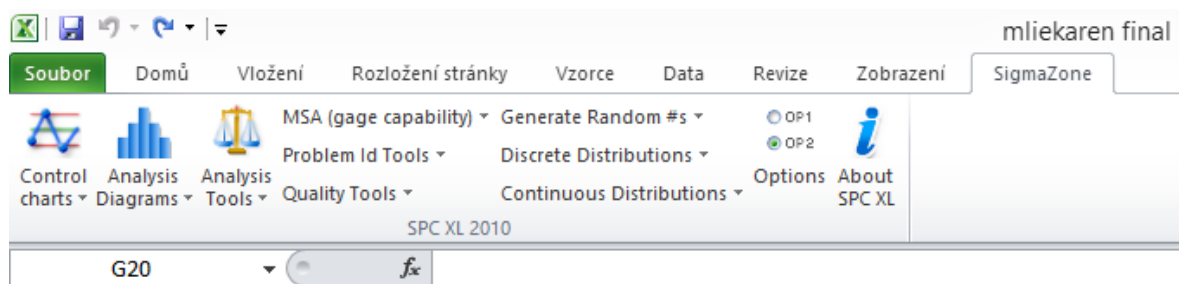 mliekaren final
Soubor Domů Vložení Rozložení stránky Vzorce Data Revize Zobrazení SigmaZone
Control charts
Analysis Diagrams
Analysis Tools
MSA (gage capability)
Problem Id Tools
Quality Tools
Generate Random #s
Discrete Distributions
Continuous Distributions
OP1
OP2
Options
About SPC XL
SPC XL 2010
G20 fx